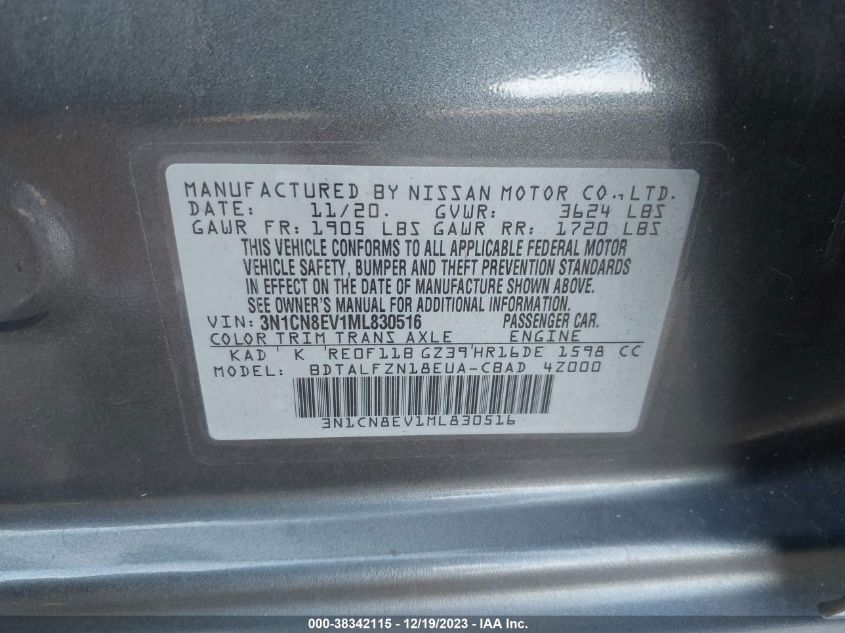 MANUFACTURED BY NISSAN MOTOR CO.,LTD.
DATE: 11/20. GVWR: 3624 LBS
GAWR FR: 1905 LBS GAWR RR: 1720 LBS
THIS VEHICLE CONFORMS TO ALL APPLICABLE FEDERAL MOTOR
VEHICLE SAFETY, BUMPER AND THEFT PREVENTION STANDARDS
IN EFFECT ON THE DATE OF MANUFACTURE SHOWN ABOVE.
SEE OWNER'S MANUAL FOR ADDITIONAL INFORMATION.
VIN: 3N1CN8EV1ML830516 PASSENGER CAR.
COLOR TRIM TRANS AXLE ENGINE
KAD K RE0F11B GZ39 HR16DE 1598 CC
MODEL: BDTALFZN18EUA-CBAD 4Z000
3N1CN8EV1ML830516
000-38342115 - 12/19/2023 - COPYRIGHT IAA, Inc.